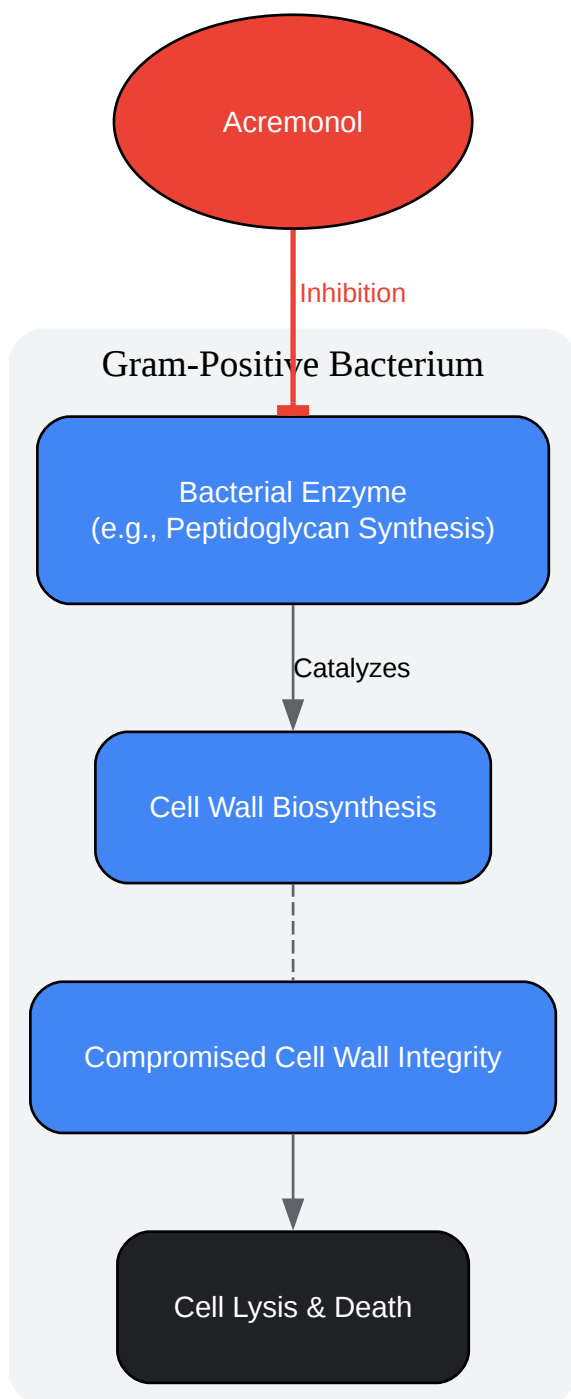 Acremonol
Inhibition
Gram-Positive Bacterium
Bacterial Enzyme
(e.g., Peptidoglycan Synthesis)
Catalyzes
Cell Wall Biosynthesis
Compromised Cell Wall Integrity
Cell Lysis & Death